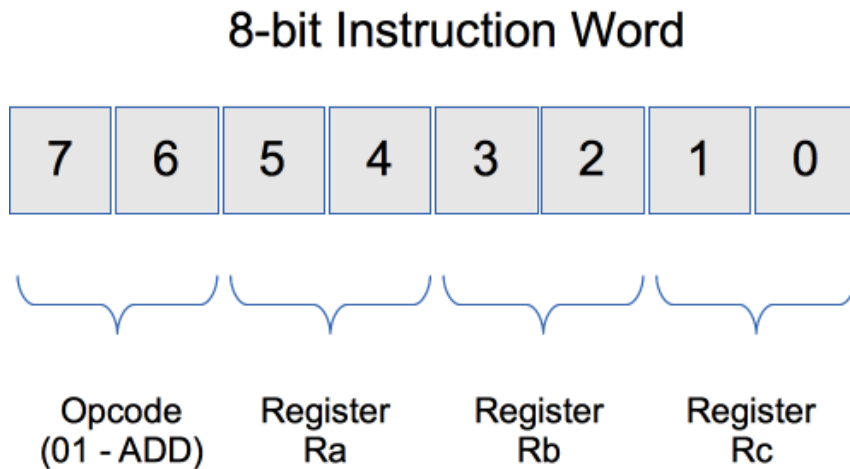 8-bit Instruction Word
7 6 5 4 3 2 1 0
Opcode Register Register Register
(01 - ADD) Ra Rb Rc